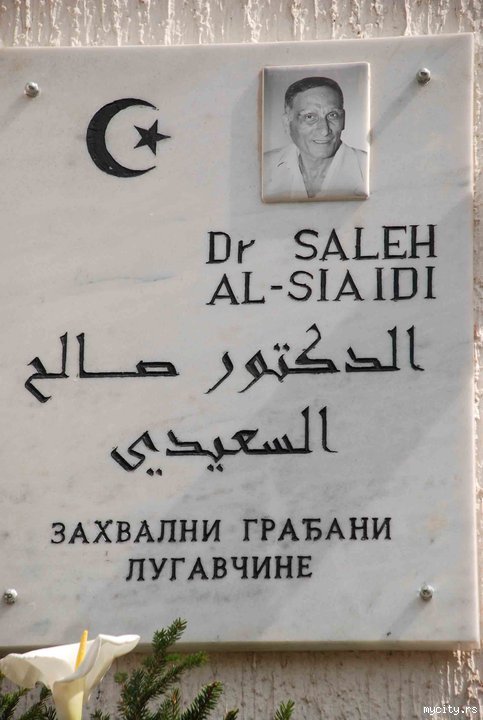 Dr SALEH
AL-SIAIDI
الدكتور صالح
السعيدي
ЗАХВАЛНИ ГРАЂАНИ
ЛУГАВЧИНЕ
mycity.rs